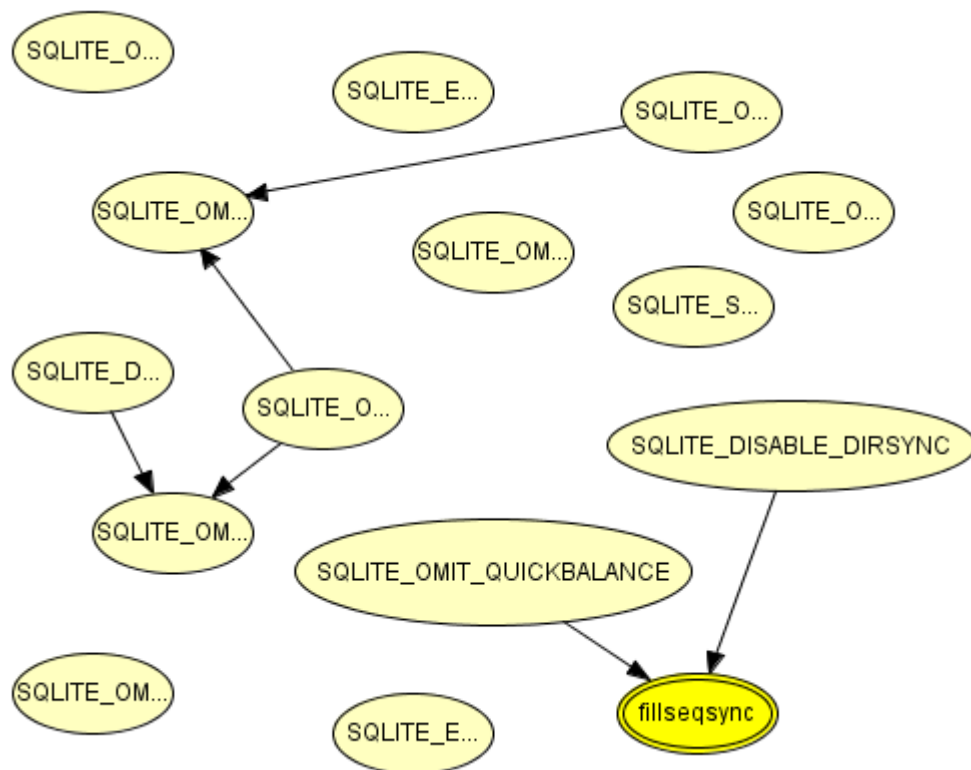 SQLITE_O...
SQLITE_E...
SQLITE_O...
SQLITE_OM...
SQLITE_O...
SQLITE_OM...
SQLITE_S...
SQLITE_D...
SQLITE_O...
SQLITE_DISABLE_DIRSYNC
SQLITE_OM...
SQLITE_OMIT_QUICKBALANCE
SQLITE_OM...
fillseqsync
SQLITE_E...